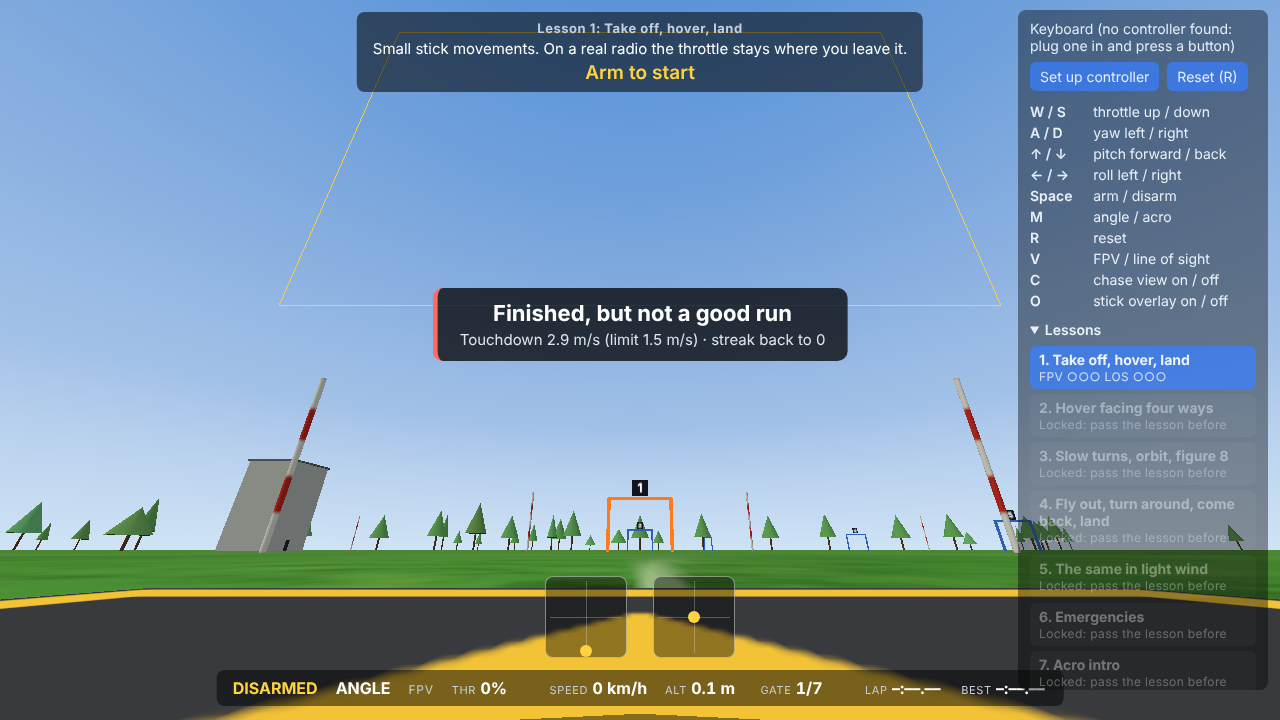 Lesson 1: Take off, hover, land
Small stick movements. On a real radio the throttle stays where you leave it.
Arm to start
Keyboard (no controller found:
plug one in and press a button)
Set up controller
Reset (R)
W / S throttle up / down
A / D yaw left / right
↑ / ↓ pitch forward / back
← / → roll left / right
Space arm / disarm
M angle / acro
R reset
V FPV / line of sight
C chase view on / off
O stick overlay on / off
▼ Lessons
1. Take off, hover, land
FPV ○○○ LOS ○○○
2. Hover facing four ways
Locked: pass the lesson before
3. Slow turns, orbit, figure 8
Locked: pass the lesson before
4. Fly out, turn around, come
back, land
Locked: pass the lesson before
5. The same in light wind
Locked: pass the lesson before
6. Emergencies
Locked: pass the lesson before
7. Acro intro
Locked: pass the lesson before
Finished, but not a good run
Touchdown 2.9 m/s (limit 1.5 m/s) · streak back to 0
1
DISARMED ANGLE FPV THR 0% SPEED 0 km/h ALT 0.1 m GATE 1/7 LAP –:––.–– BEST –:––.––